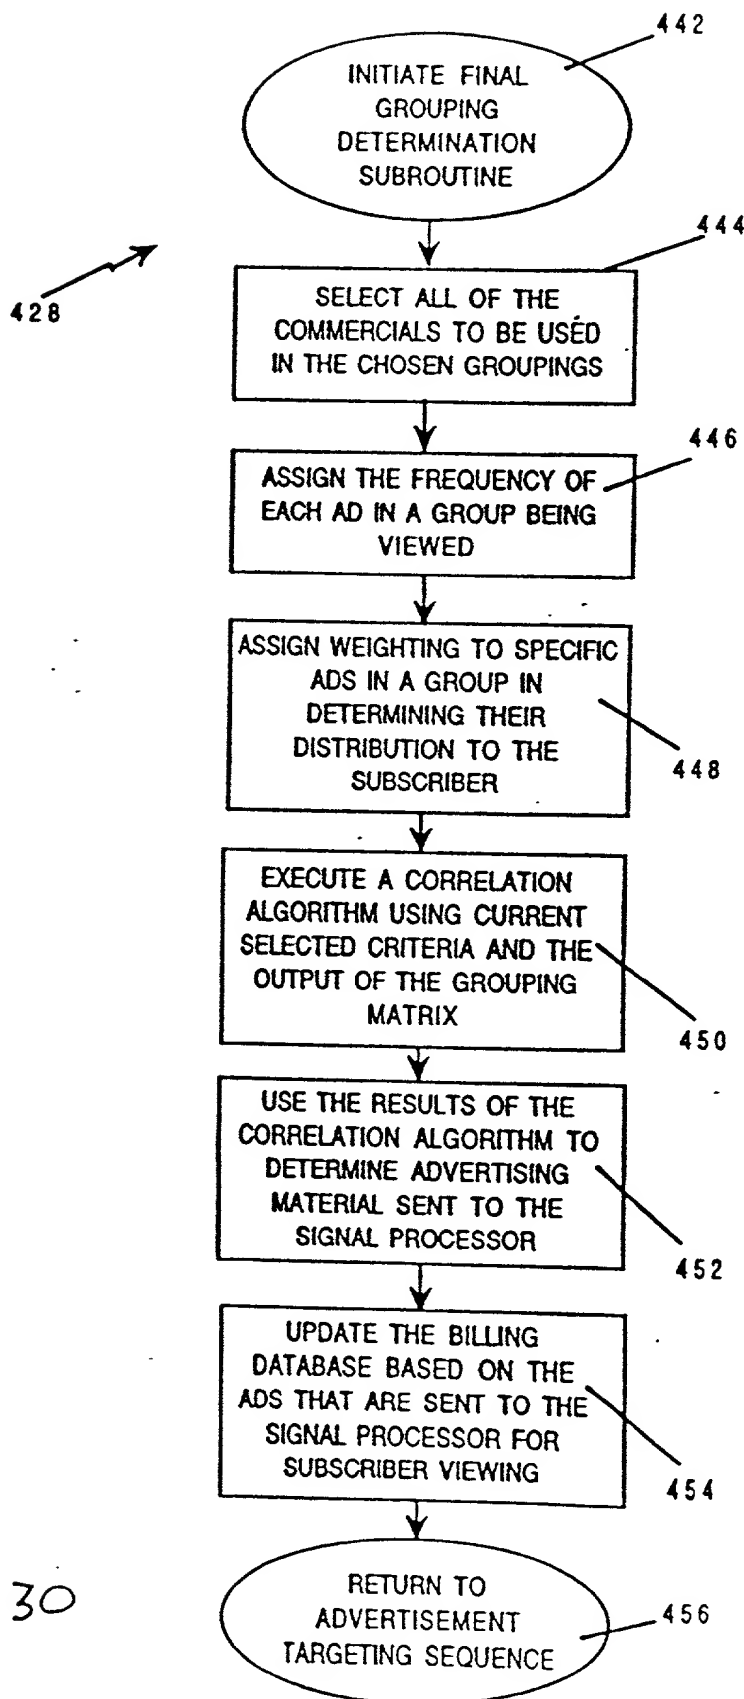 442
INITIATE FINAL
GROUPING
DETERMINATION
SUBROUTINE
444
428
SELECT ALL OF THE
COMMERCIALS TO BE USED
IN THE CHOSEN GROUPINGS
446
ASSIGN THE FREQUENCY OF
EACH AD IN A GROUP BEING
VIEWED
ASSIGN WEIGHTING TO SPECIFIC
ADS IN A GROUP IN
DETERMINING THEIR
DISTRIBUTION TO THE
SUBSCRIBER
448
EXECUTE A CORRELATION
ALGORITHM USING CURRENT
SELECTED CRITERIA AND THE
OUTPUT OF THE GROUPING
MATRIX
450
USE THE RESULTS OF THE
CORRELATION ALGORITHM TO
DETERMINE ADVERTISING
MATERIAL SENT TO THE
SIGNAL PROCESSOR
452
UPDATE THE BILLING
DATABASE BASED ON THE
ADS THAT ARE SENT TO THE
SIGNAL PROCESSOR FOR
SUBSCRIBER VIEWING
454
30
RETURN TO
ADVERTISEMENT
TARGETING SEQUENCE
456